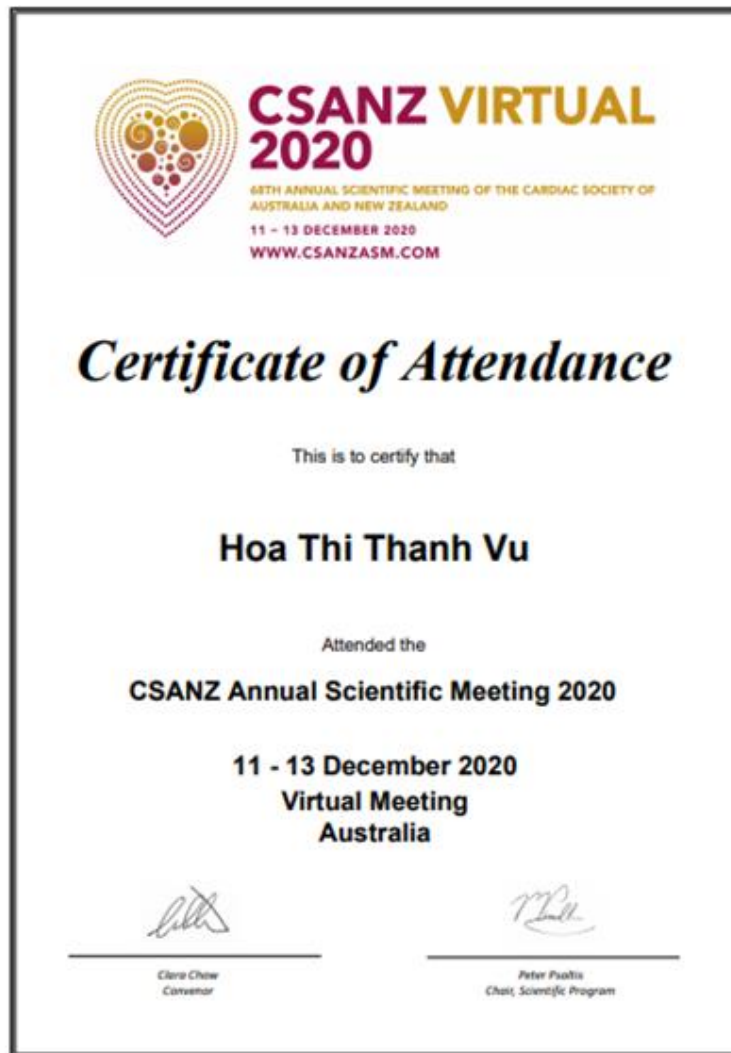 CSANZ VIRTUAL
2020
68TH ANNUAL SCIENTIFIC MEETING OF THE CARDIAC SOCIETY OF
AUSTRALIA AND NEW ZEALAND
11 – 13 DECEMBER 2020
WWW.CSANZASM.COM
Certificate of Attendance
This is to certify that
Hoa Thi Thanh Vu
Attended the
CSANZ Annual Scientific Meeting 2020
11 - 13 December 2020
Virtual Meeting
Australia
Clara Chow
Convenor
Peter Psaltis
Chair, Scientific Program